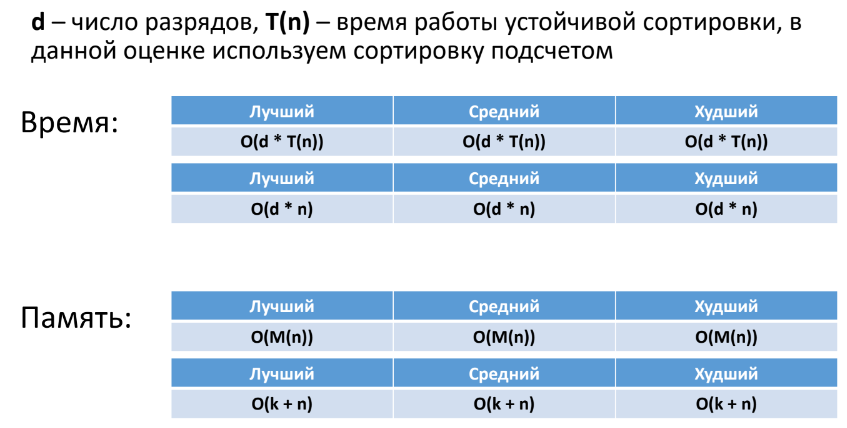 d – число разрядов, T(n) – время работы устойчивой сортировки, в
данной оценке используем сортировку подсчетом
Время:
Лучший Средний Худший
O(d * T(n)) O(d * T(n)) O(d * T(n))
Лучший Средний Худший
O(d * n) O(d * n) O(d * n)
Память:
Лучший Средний Худший
O(M(n)) O(M(n)) O(M(n))
Лучший Средний Худший
O(k + n) O(k + n) O(k + n)